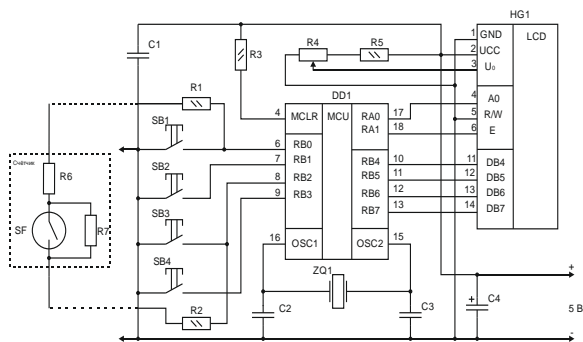 HG1
C1
R3
R4
R5
1 GND LCD
2 UCC
3 U0
R1
DD1
4 MCLR MCU RA0 17 4 A0
RA1 18 5 R/W
6 E
SB1
6 RB0
7 RB1 RB4 10 11 DB4
8 RB2 RB5 11 12 DB5
9 RB3 RB6 12 13 DB6
RB7 13 14 DB7
SB2
Счётчик
R6
SF
R7
SB3
16 OSC1 OSC2 15
SB4
ZQ1
R2
C2
C3
+ C4
+
5 В
-